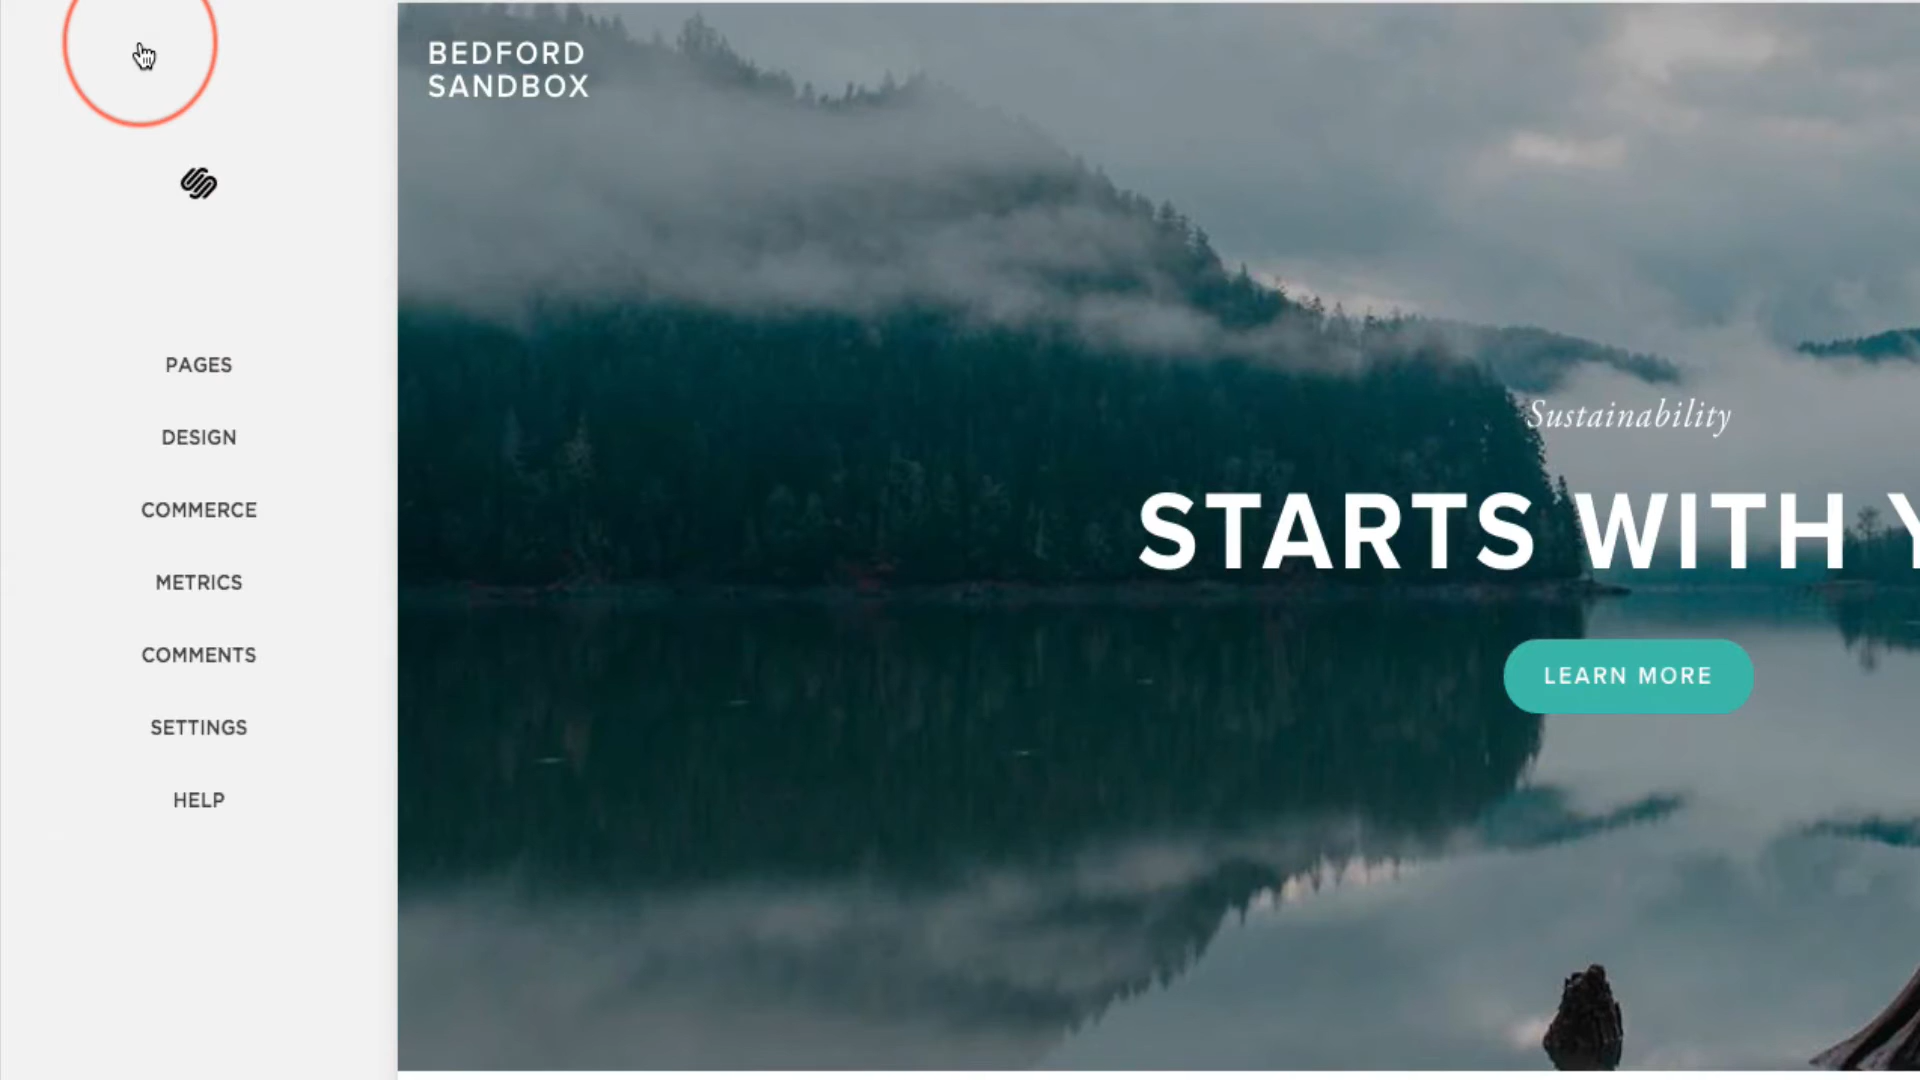 BEDFORD
SANDBOX
PAGES
DESIGN
COMMERCE
METRICS
COMMENTS
SETTINGS
HELP
Sustainability
STARTS WITH Y
LEARN MORE